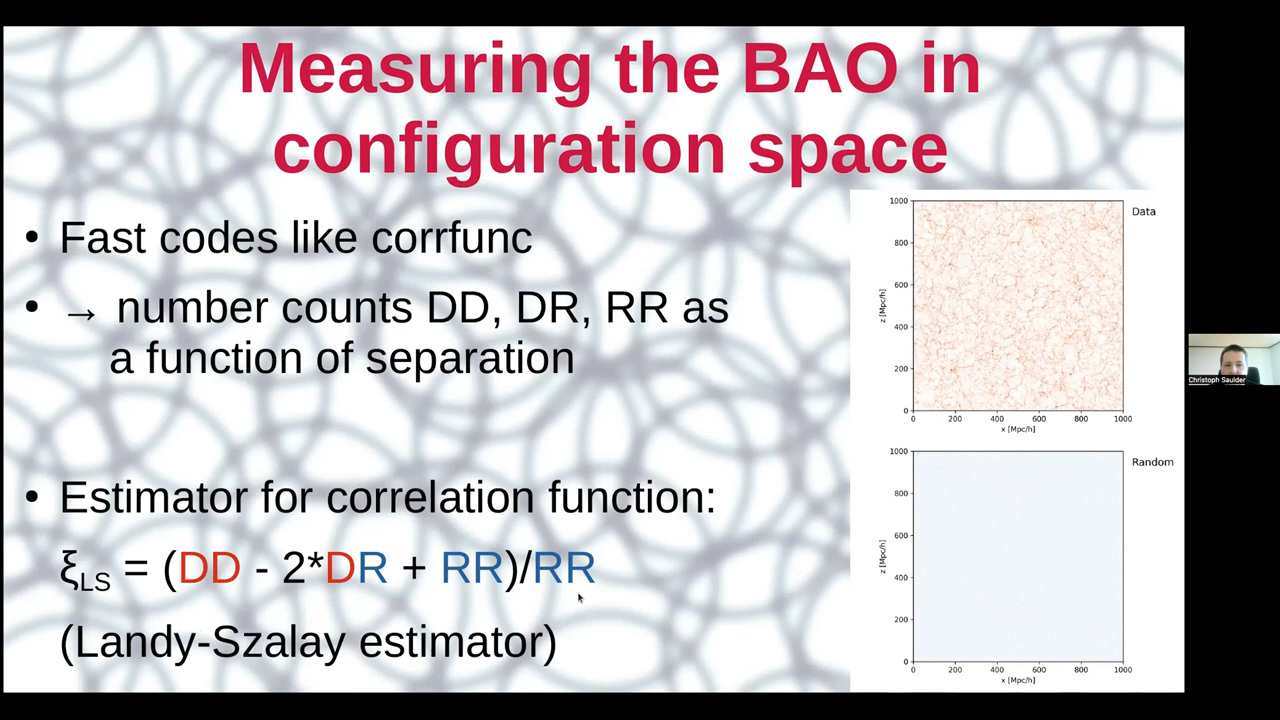 Measuring the BAO in
configuration space
• Fast codes like corrfunc
• → number counts DD, DR, RR as
a function of separation
• Estimator for correlation function:
ξLS = (DD - 2*DR + RR)/RR
(Landy-Szalay estimator)
Data
1000
800
600
400
200
0
z [Mpc/h]
0 200 400 600 800 1000
x [Mpc/h]
Random
1000
800
600
400
200
0
z [Mpc/h]
0 200 400 600 800 1000
x [Mpc/h]
Christoph Saulder